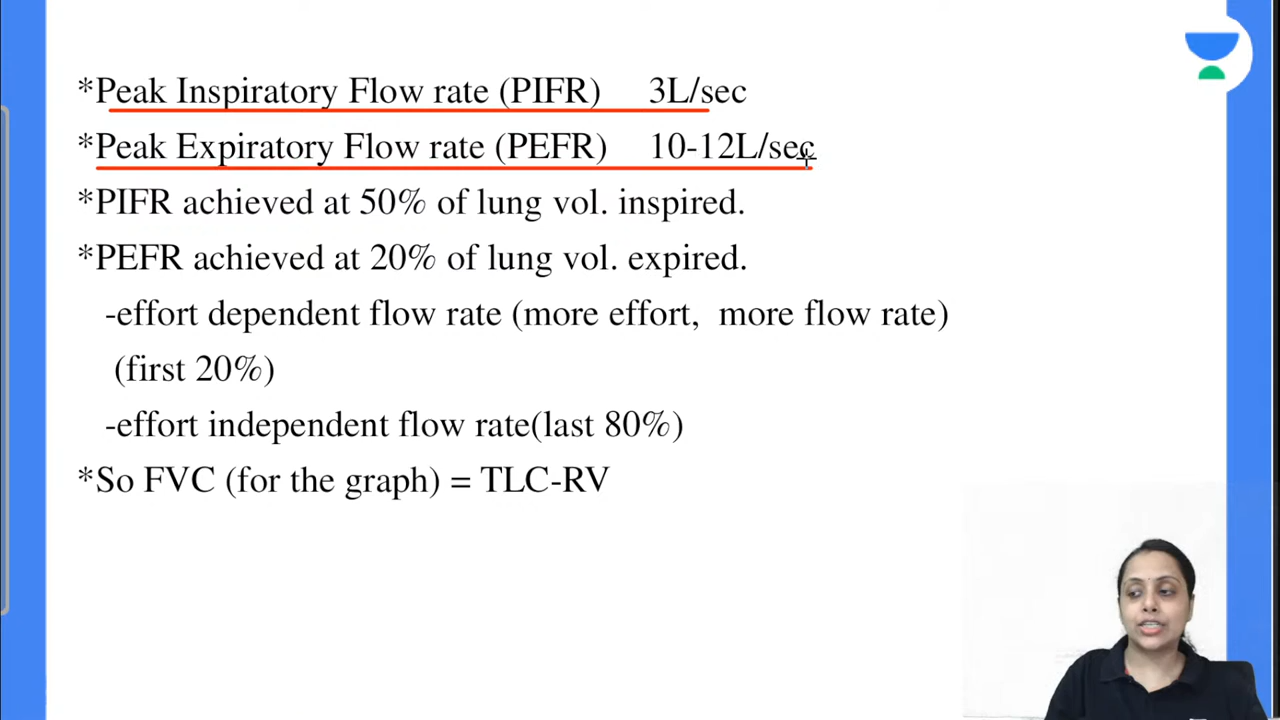 *Peak Inspiratory Flow rate (PIFR) 3L/sec
*Peak Expiratory Flow rate (PEFR) 10-12L/sec
*PIFR achieved at 50% of lung vol. inspired.
*PEFR achieved at 20% of lung vol. expired.
-effort dependent flow rate (more effort, more flow rate)
(first 20%)
-effort independent flow rate(last 80%)
*So FVC (for the graph) = TLC-RV